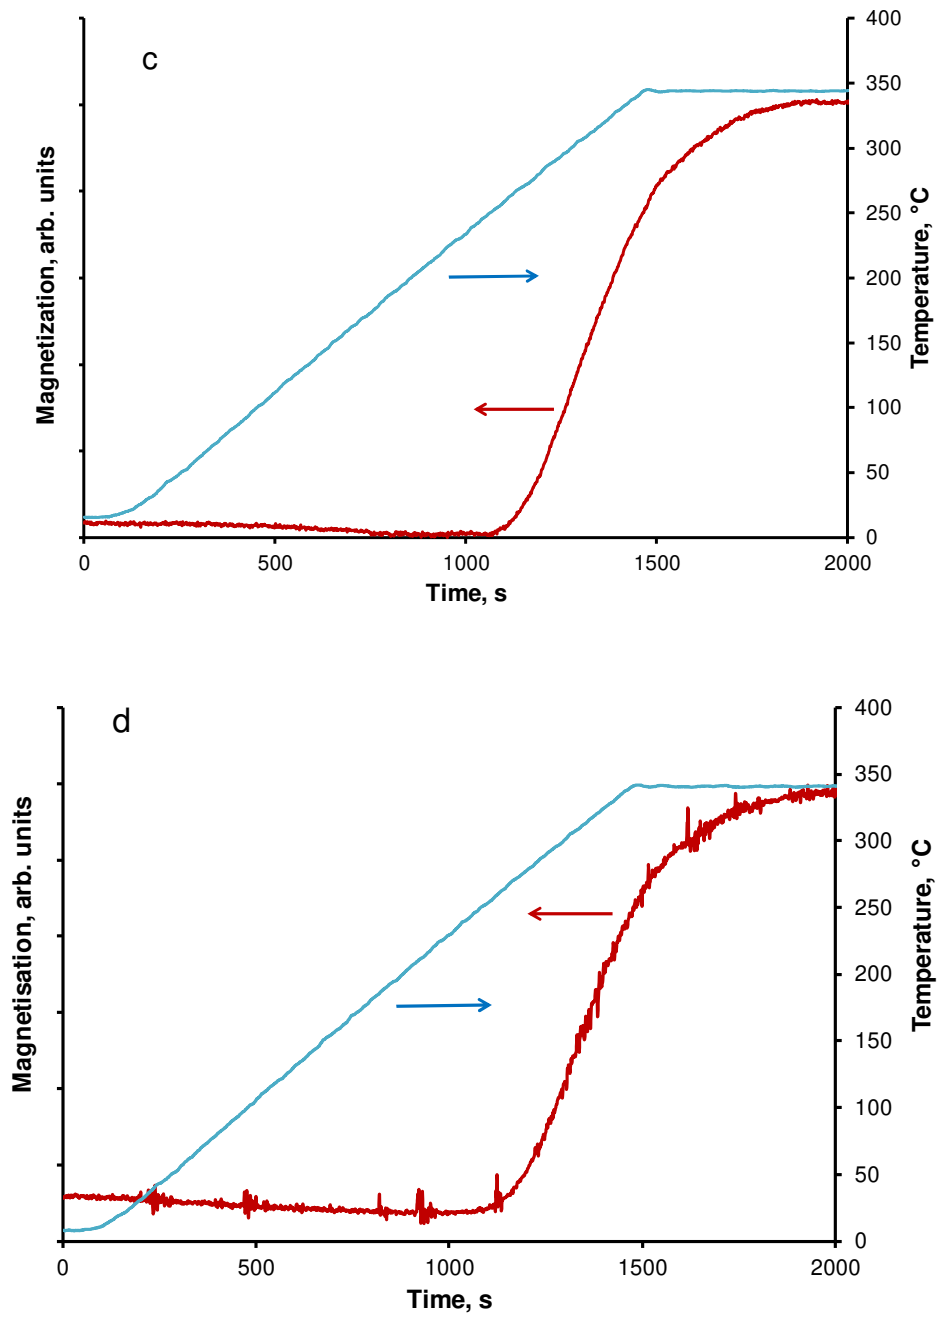 c
400
350
300
250
200
150
100
50
0
Magnetization, arb. units
Temperature, °C
0 500 1000 1500 2000
Time, s
d
400
350
300
250
200
150
100
50
0
Magnetisation, arb. units
Temperature, °C
0 500 1000 1500 2000
Time, s